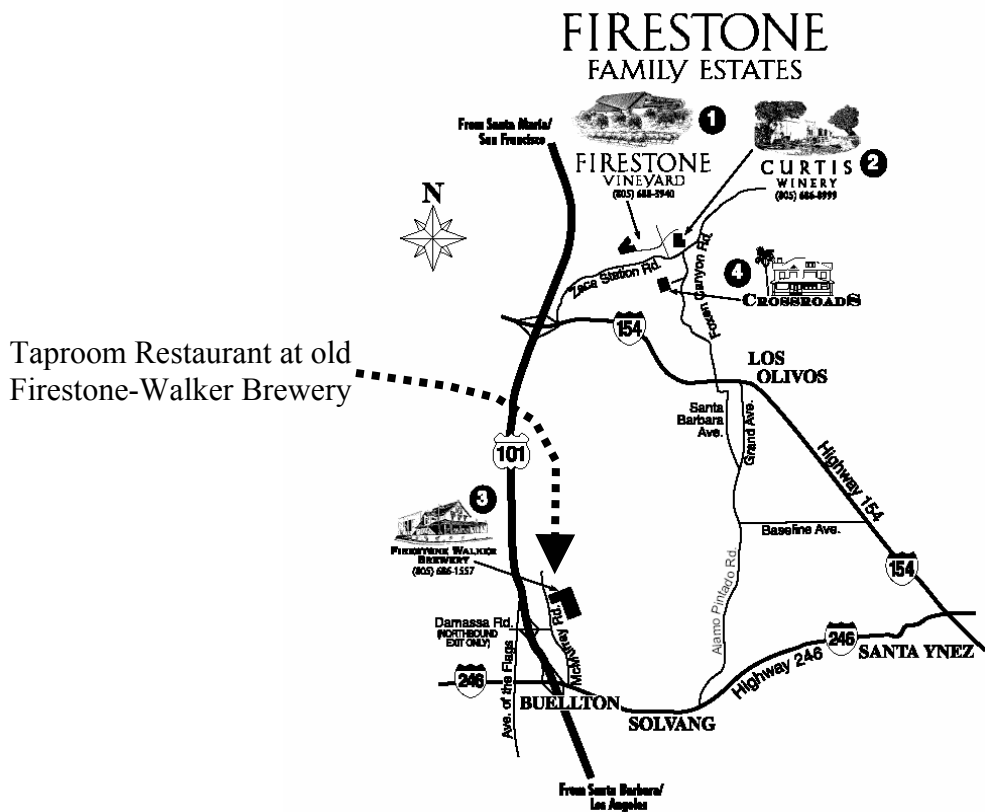 FIRESTONE
FAMILY ESTATES
From Santa Maria/
San Francisco
1
FIRESTONE
VINEYARD
(805) 688-3940
CURTIS
WINERY
(805) 686-8999
2
N
Zaca Station Rd.
Foxen Canyon Rd.
4
CROSSROADS
154
Taproom Restaurant at old
Firestone-Walker Brewery
LOS
OLIVOS
Santa
Barbara
Ave.
Grand Ave.
101
Highway 154
3
FIRESTONE WALKER
BREWERY
(805) 686-1557
Baseline Ave.
154
Alamo Pintado Rd.
Damassa Rd.
(NORTHBOUND
EXIT ONLY)
McMurray Rd.
Ave. of the Flags
246
BUELLTON
SOLVANG
Highway 246
246
SANTA YNEZ
From Santa Barbara/
Los Angeles